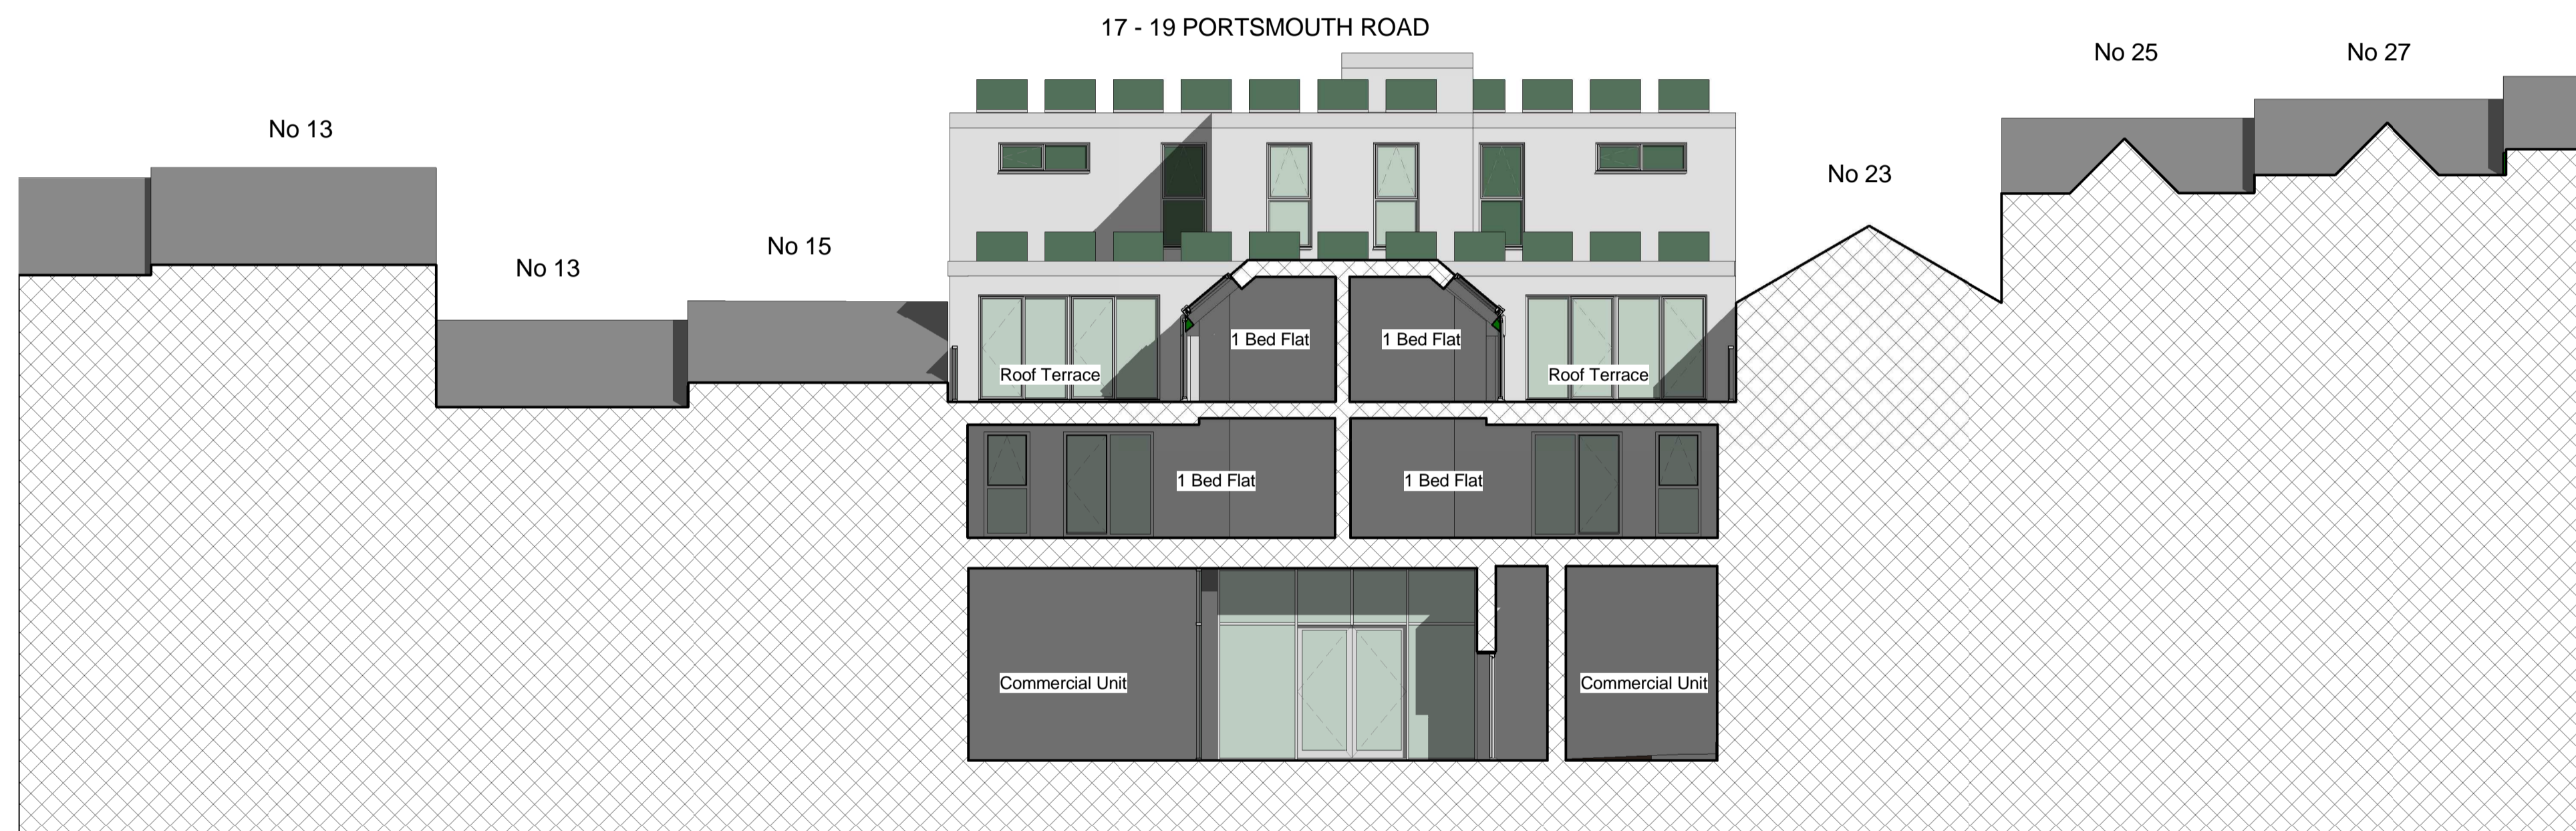 17 - 19 PORTSMOUTH ROAD
No 25
No 27
No 13
No 23
No 15
No 13
1 Bed Flat
1 Bed Flat
Roof Terrace
Roof Terrace
1 Bed Flat
1 Bed Flat
Commercial Unit
Commercial Unit